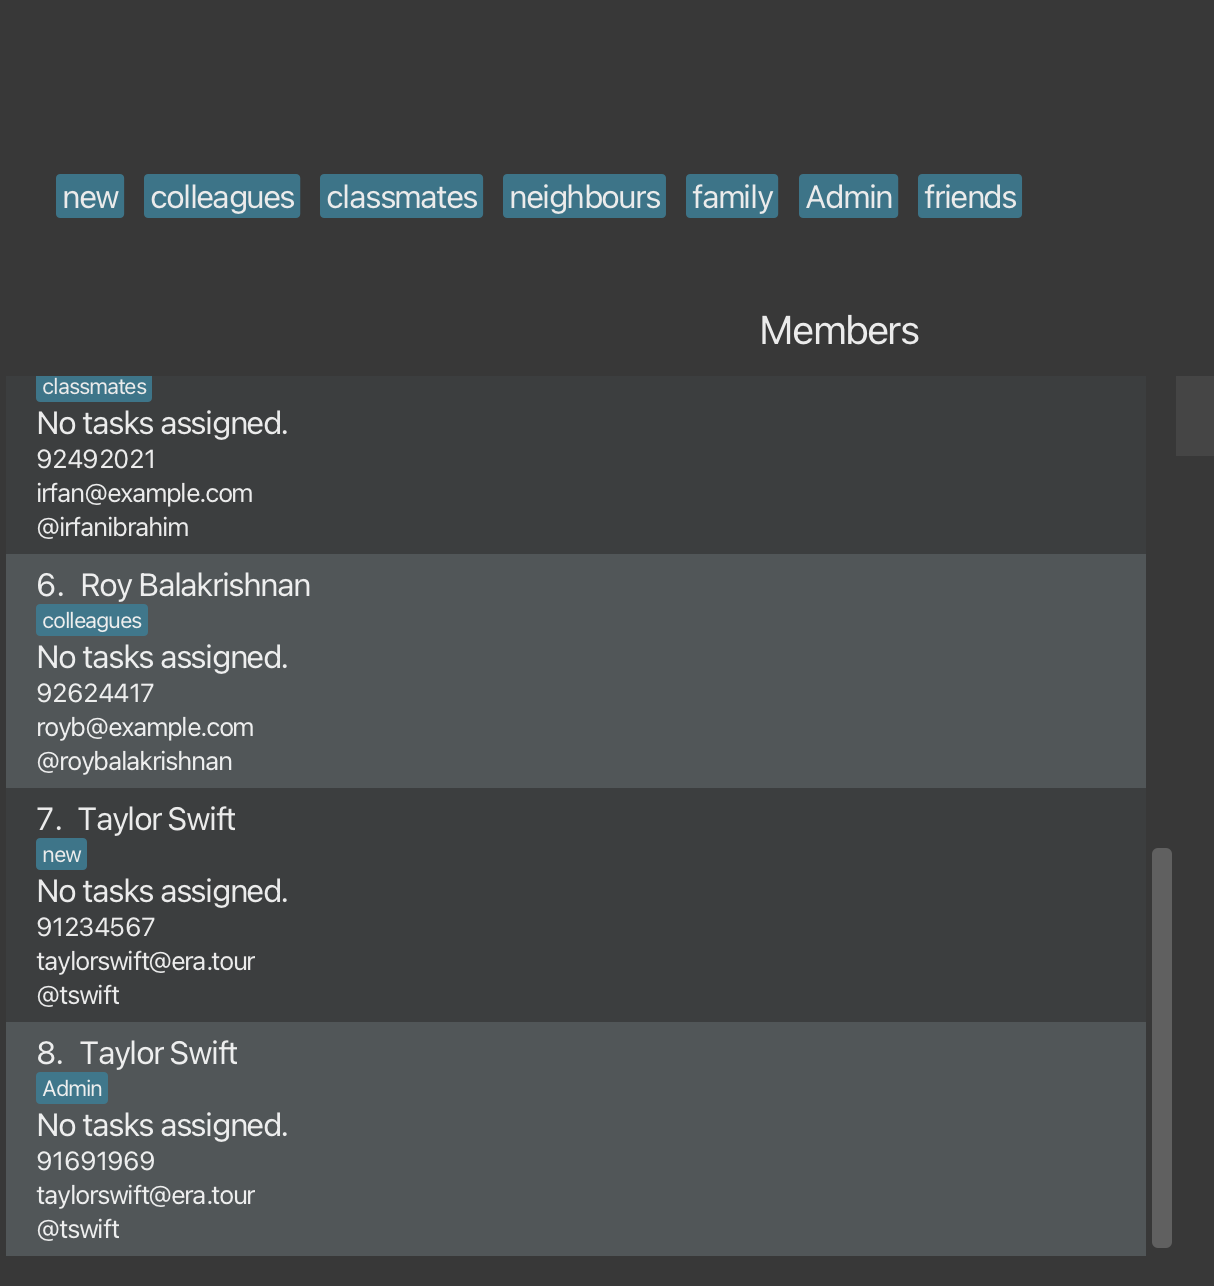 new colleagues classmates neighbours family Admin friends
Members
classmates
No tasks assigned.
92492021
irfan@example.com
@irfanibrahim
6. Roy Balakrishnan
colleagues
No tasks assigned.
92624417
royb@example.com
@roybalakrishnan
7. Taylor Swift
new
No tasks assigned.
91234567
taylorswift@era.tour
@tswift
8. Taylor Swift
Admin
No tasks assigned.
91691969
taylorswift@era.tour
@tswift